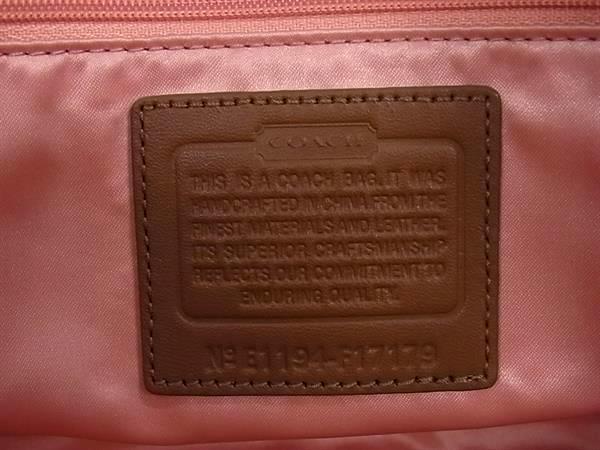 COACH
THIS IS A COACH BAG.IT WAS
HANDCRAFTED IN CHINA FROM THE
FINEST MATERIALS AND LEATHER.
ITS SUPERIOR CRAFTSMANSHIP
REFLECTS OUR COMMITMENT TO
ENDURING QUALITY.
Nº E1194-F17179